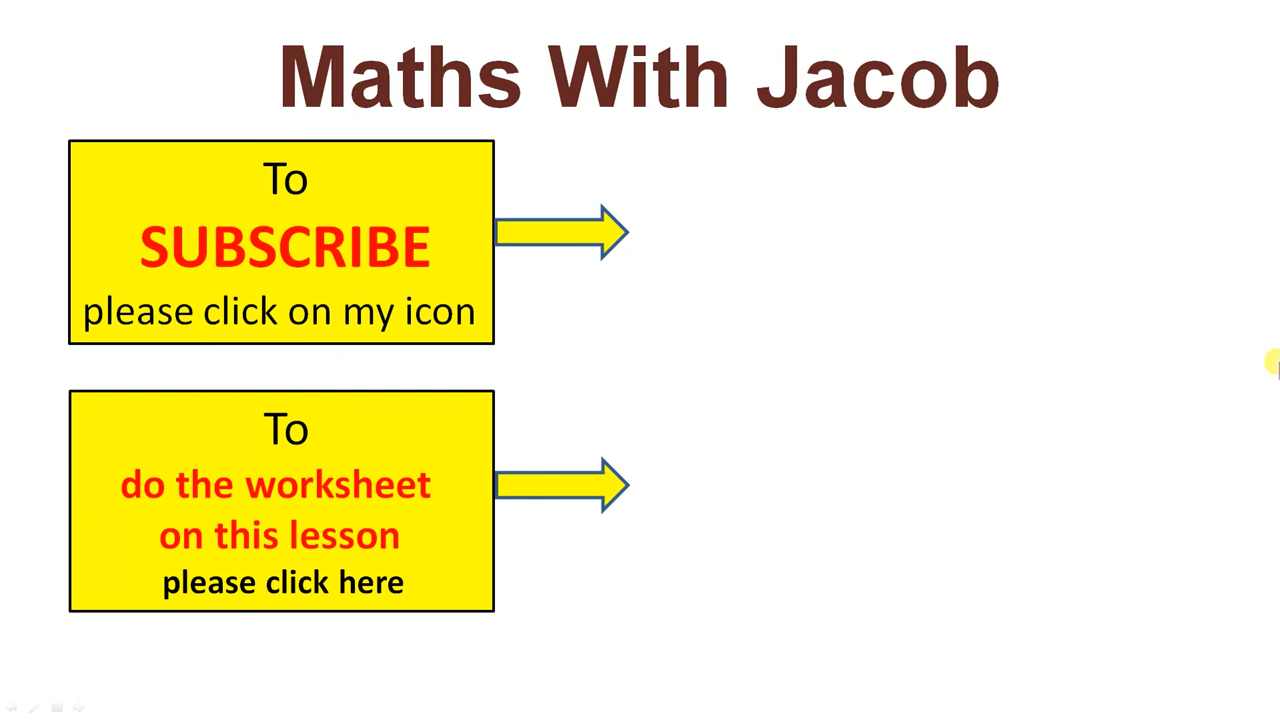 Maths With Jacob
To
SUBSCRIBE
please click on my icon
To
do the worksheet
on this lesson
please click here